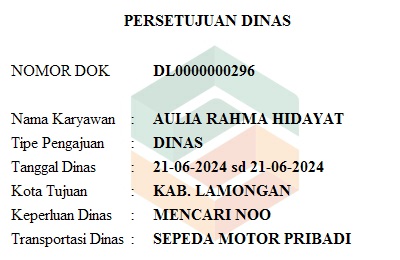 PERSETUJUAN DINAS
NOMOR DOK DL0000000296
Nama Karyawan : AULIA RAHMA HIDAYAT
Tipe Pengajuan : DINAS
Tanggal Dinas : 21-06-2024 sd 21-06-2024
Kota Tujuan : KAB. LAMONGAN
Keperluan Dinas : MENCARI NOO
Transportasi Dinas : SEPEDA MOTOR PRIBADI